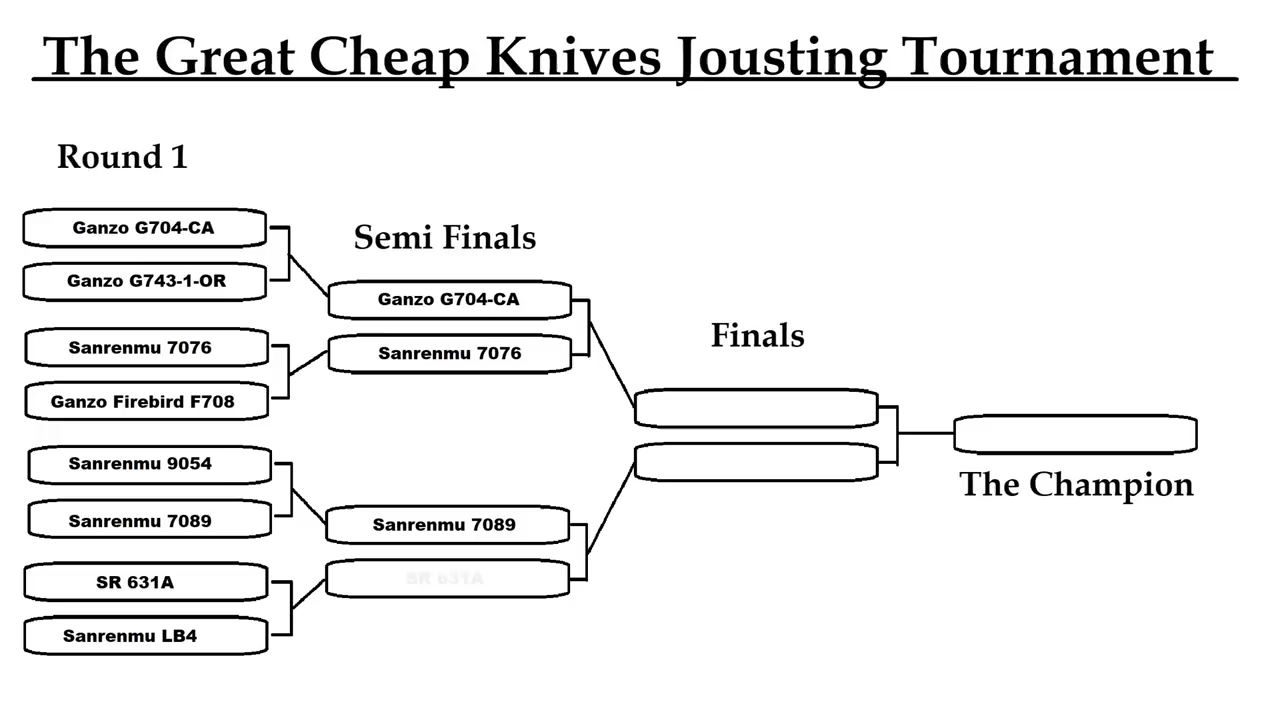 The Great Cheap Knives Jousting Tournament
Round 1
Ganzo G704-CA
Ganzo G743-1-OR
Sanrenmu 7076
Ganzo Firebird F708
Sanrenmu 9054
Sanrenmu 7089
SR 631A
Sanrenmu LB4
Semi Finals
Ganzo G704-CA
Sanrenmu 7076
Sanrenmu 7089
SR 631A
Finals
The Champion